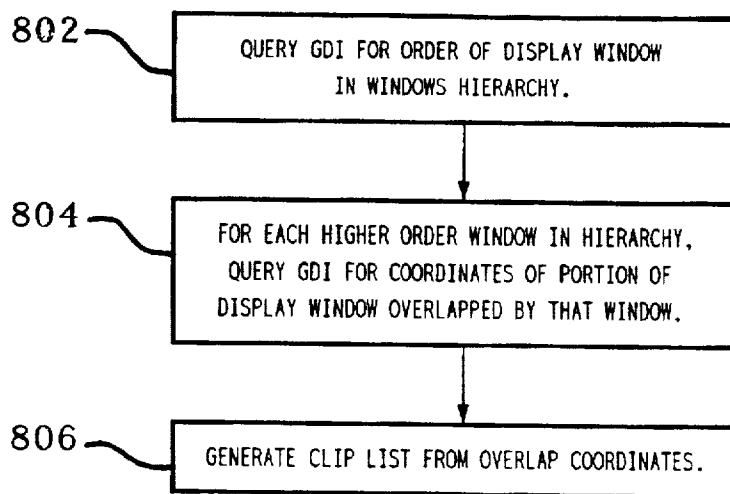 802
QUERY GDI FOR ORDER OF DISPLAY WINDOW
IN WINDOWS HIERARCHY.
804
FOR EACH HIGHER ORDER WINDOW IN HIERARCHY,
QUERY GDI FOR COORDINATES OF PORTION OF
DISPLAY WINDOW OVERLAPPED BY THAT WINDOW.
806
GENERATE CLIP LIST FROM OVERLAP COORDINATES.